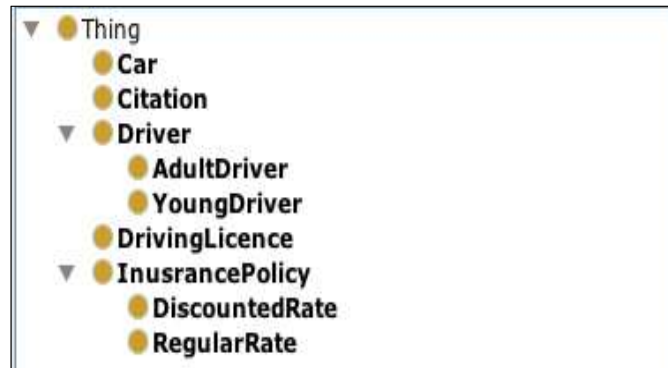 Thing
Car
Citation
Driver
AdultDriver
YoungDriver
DrivingLicence
InusrancePolicy
DiscountedRate
RegularRate